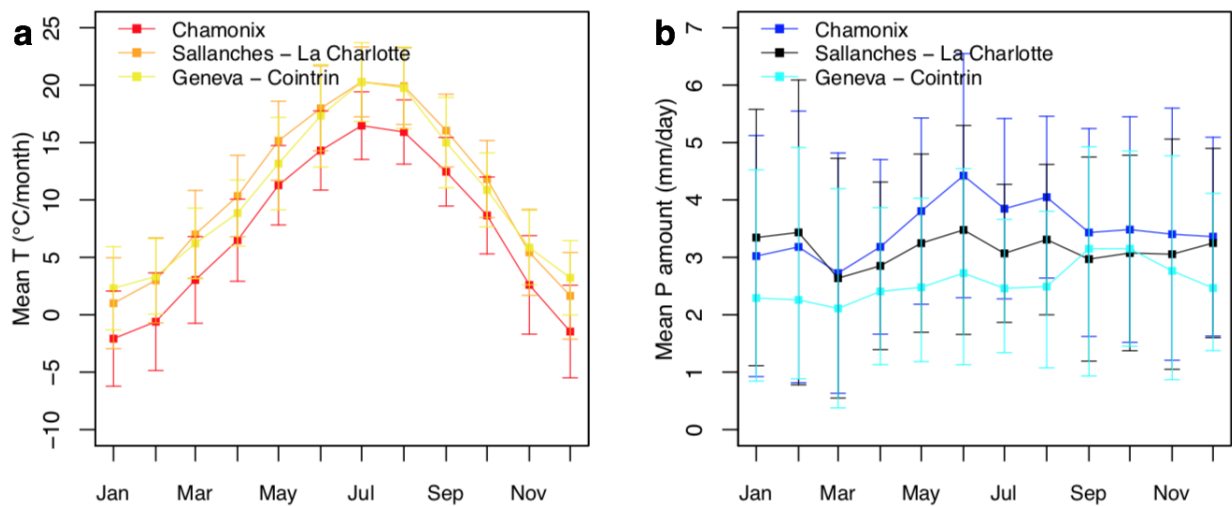 a
Chamonix
Sallanches – La Charlotte
Geneva – Cointrin
Mean T (°C/month)
25
20
15
10
5
0
−5
−10
Jan Mar May Jul Sep Nov
b
Chamonix
Sallanches – La Charlotte
Geneva – Cointrin
Mean P amount (mm/day)
7
6
5
4
3
2
1
0
Jan Mar May Jul Sep Nov